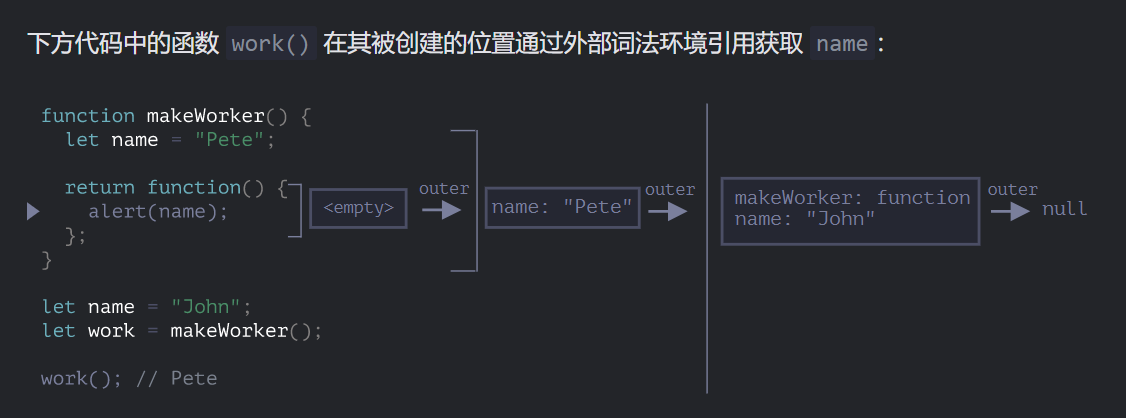 下方代码中的函数 work() 在其被创建的位置通过外部词法环境引用获取 name：
function makeWorker() {
let name = "Pete";
return function() {
alert(name);
};
}
let name = "John";
let work = makeWorker();
work(); // Pete
<empty>
outer
name: "Pete"
outer
makeWorker: function
name: "John"
outer
null